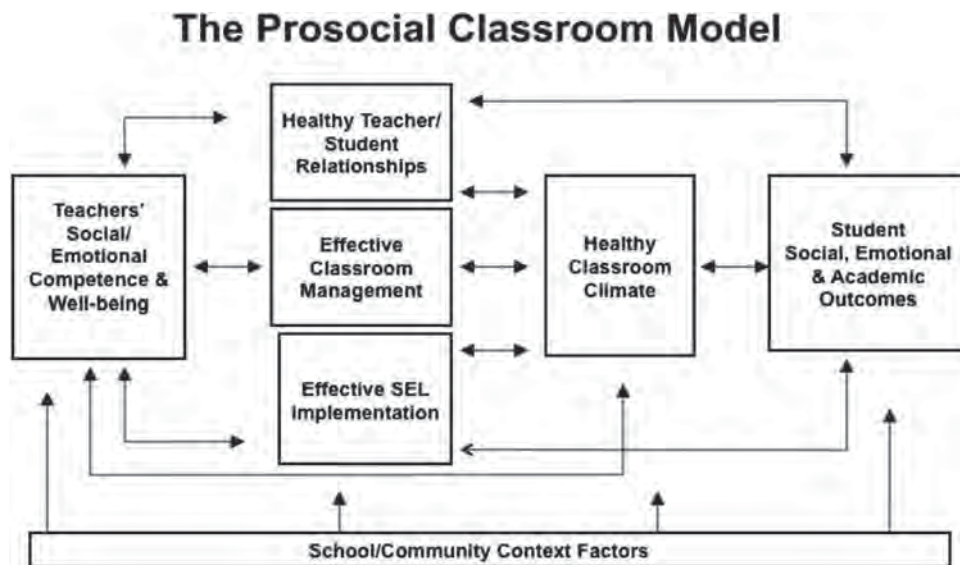 The Prosocial Classroom Model
Healthy Teacher/
Student
Relationships
Teachers'
Social/
Emotional
Competence &
Well-being
Effective
Classroom
Management
Healthy
Classroom
Climate
Student
Social, Emotional
& Academic
Outcomes
Effective SEL
Implementation
School/Community Context Factors